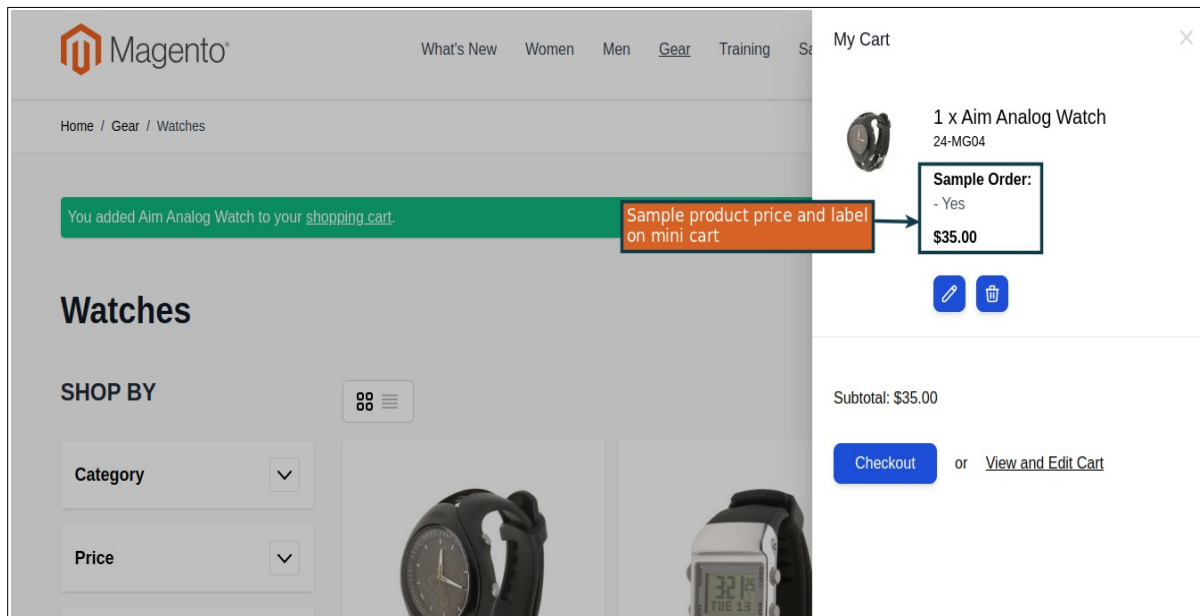 Magento
What's New Women Men Gear Training
My Cart
Home / Gear / Watches
1 x Aim Analog Watch
24-MG04
Sample Order:
- Yes
$35.00
You added Aim Analog Watch to your shopping cart.
Sample product price and label
on mini cart
Watches
SHOP BY
Category
Price
Subtotal: $35.00
Checkout or View and Edit Cart